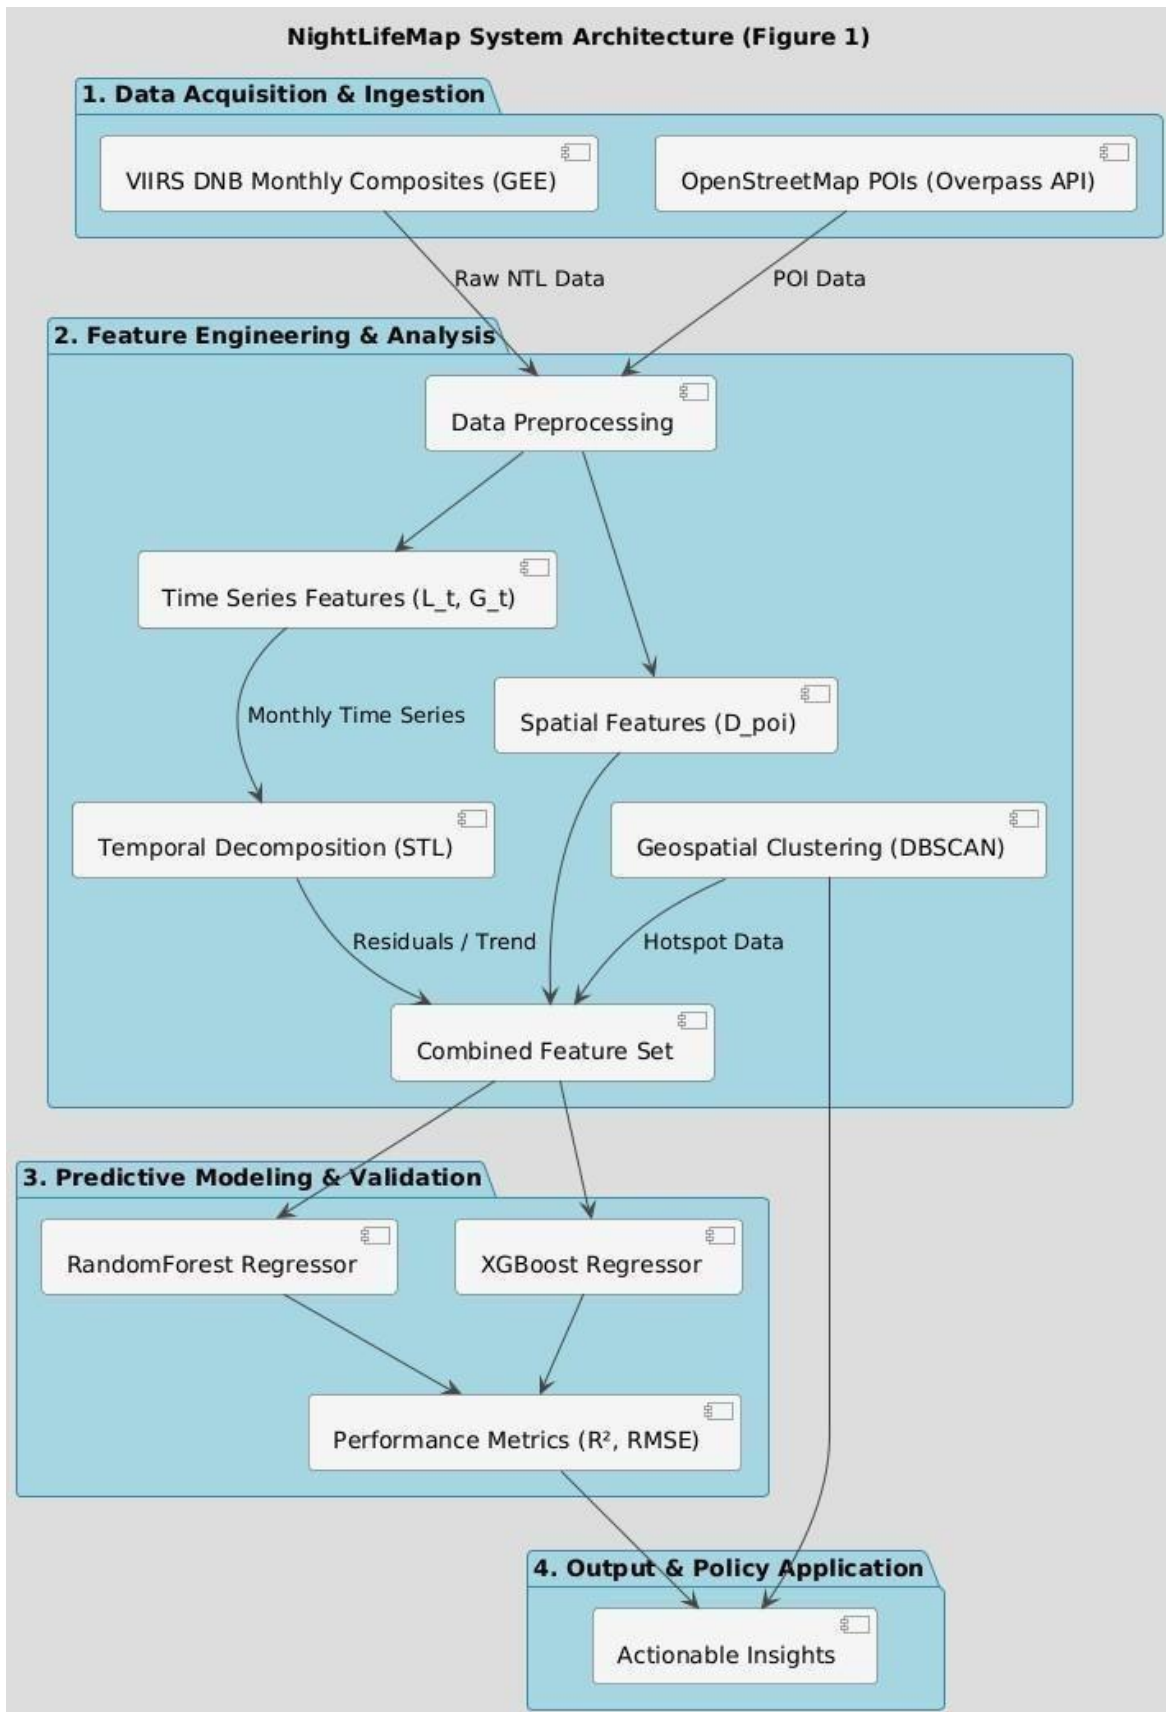 NightLifeMap System Architecture (Figure 1)
1. Data Acquisition & Ingestion
VIIRS DNB Monthly Composites (GEE)
OpenStreetMap POIs (Overpass API)
Raw NTL Data
POI Data
2. Feature Engineering & Analysis
Data Preprocessing
Time Series Features (L_t, G_t)
Monthly Time Series
Spatial Features (D_poi)
Temporal Decomposition (STL)
Geospatial Clustering (DBSCAN)
Residuals / Trend
Hotspot Data
Combined Feature Set
3. Predictive Modeling & Validation
RandomForest Regressor
XGBoost Regressor
Performance Metrics (R², RMSE)
4. Output & Policy Application
Actionable Insights